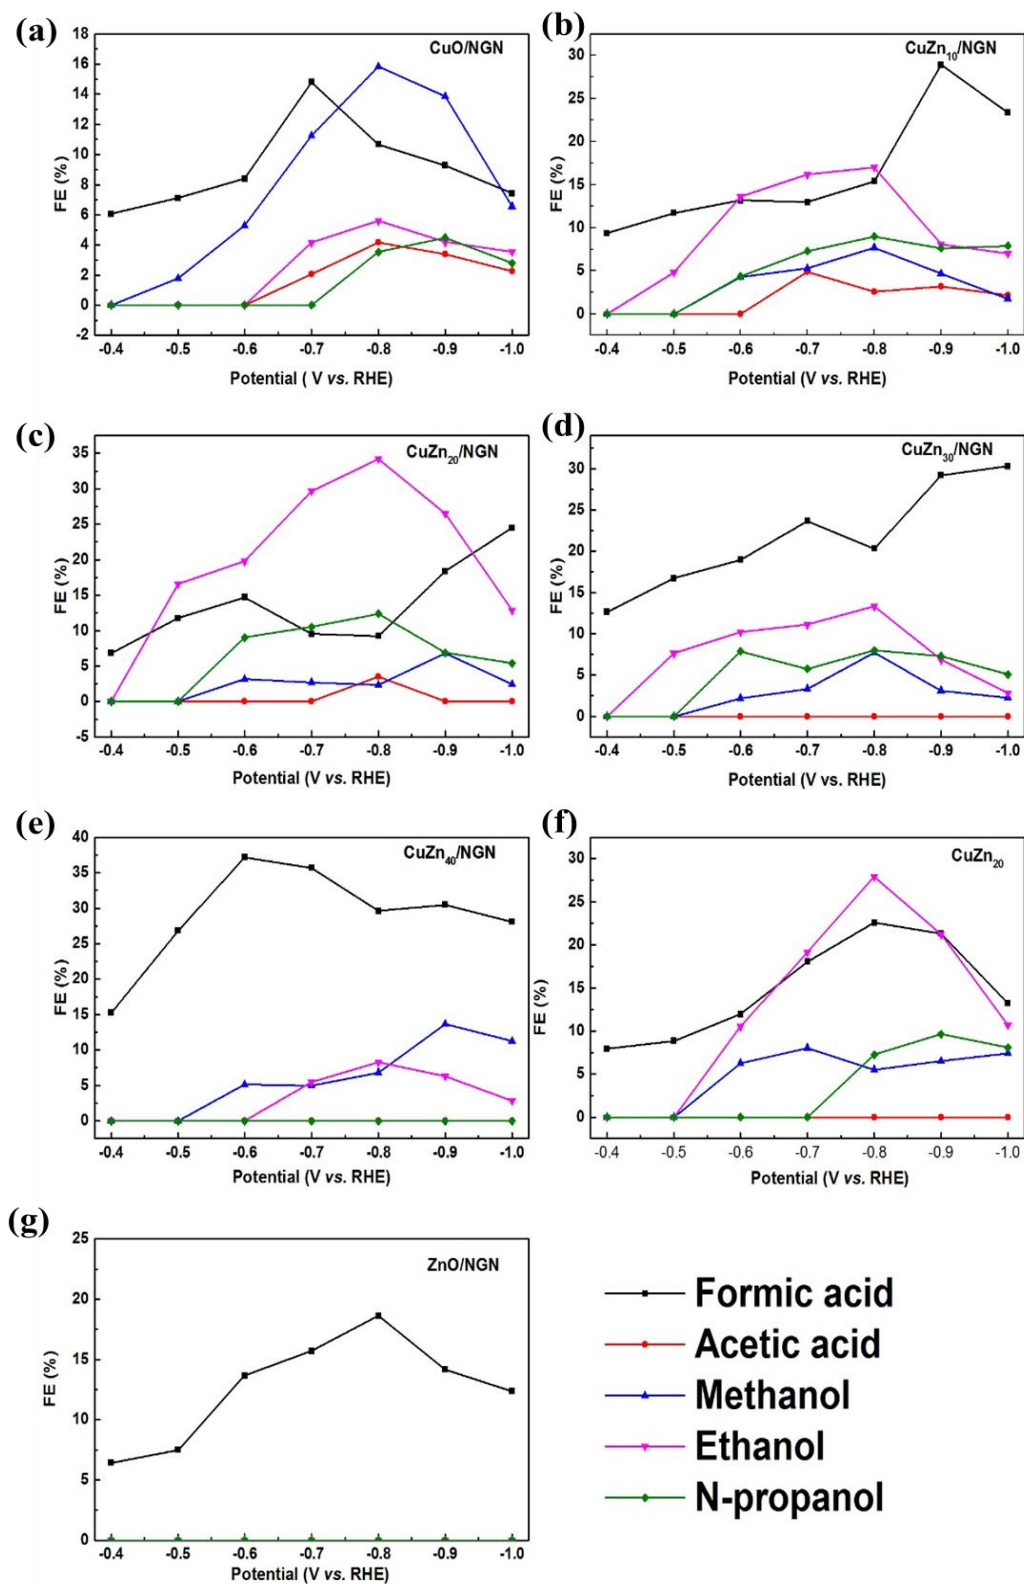 (a)
CuO/NGN
18
16
14
12
10
8
6
4
2
0
-2
FE (%)
-0.4 -0.5 -0.6 -0.7 -0.8 -0.9 -1.0
Potential ( V vs. RHE)
(b)
CuZn10/NGN
30
25
20
15
10
5
0
FE (%)
-0.4 -0.5 -0.6 -0.7 -0.8 -0.9 -1.0
Potential (V vs. RHE)
(c)
CuZn20/NGN
35
30
25
20
15
10
5
0
-5
FE (%)
-0.4 -0.5 -0.6 -0.7 -0.8 -0.9 -1.0
Potential (V vs. RHE)
(d)
CuZn30/NGN
30
25
20
15
10
5
0
FE (%)
-0.4 -0.5 -0.6 -0.7 -0.8 -0.9 -1.0
Potential (V vs. RHE)
(e)
CuZn40/NGN
40
35
30
25
20
15
10
5
0
FE (%)
-0.4 -0.5 -0.6 -0.7 -0.8 -0.9 -1.0
Potential (V vs. RHE)
(f)
CuZn20
30
25
20
15
10
5
0
FE (%)
-0.4 -0.5 -0.6 -0.7 -0.8 -0.9 -1.0
Potential (V vs. RHE)
(g)
ZnO/NGN
25
20
15
10
5
0
FE (%)
-0.4 -0.5 -0.6 -0.7 -0.8 -0.9 -1.0
Potential (V vs. RHE)
Formic acid
Acetic acid
Methanol
Ethanol
N-propanol